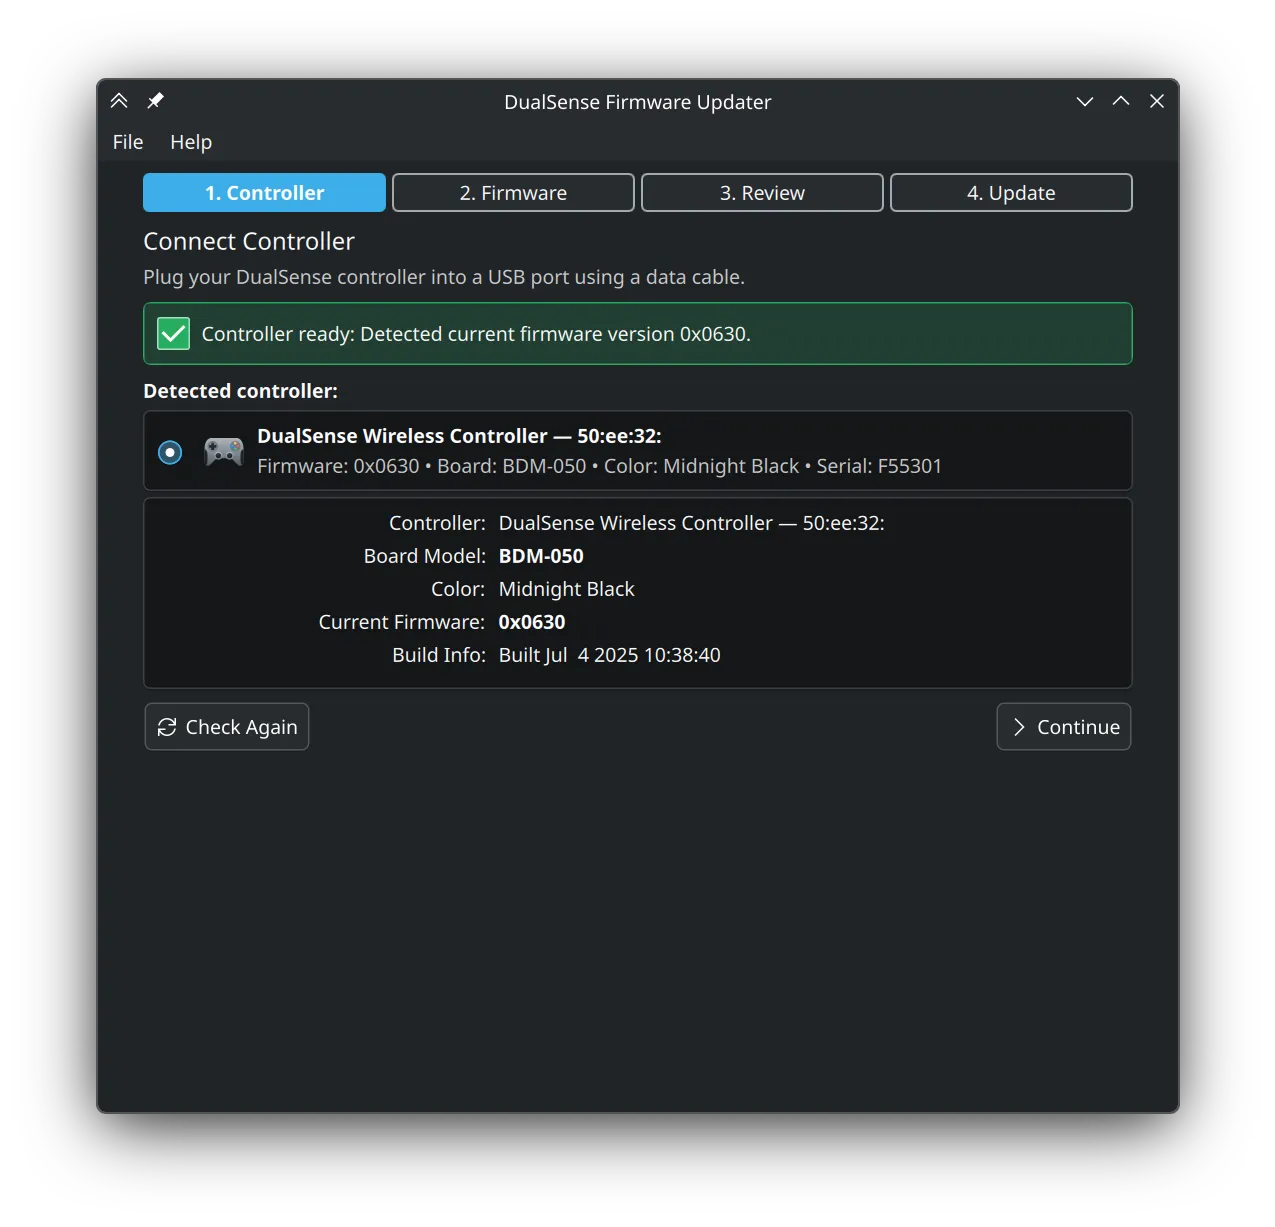 DualSense Firmware Updater
File Help
1. Controller 2. Firmware 3. Review 4. Update
Connect Controller
Plug your DualSense controller into a USB port using a data cable.
Controller ready: Detected current firmware version 0x0630.
Detected controller:
DualSense Wireless Controller — 50:ee:32:
Firmware: 0x0630 • Board: BDM-050 • Color: Midnight Black • Serial: F55301
Controller: DualSense Wireless Controller — 50:ee:32:
Board Model: BDM-050
Color: Midnight Black
Current Firmware: 0x0630
Build Info: Built Jul  4 2025 10:38:40
Check Again Continue